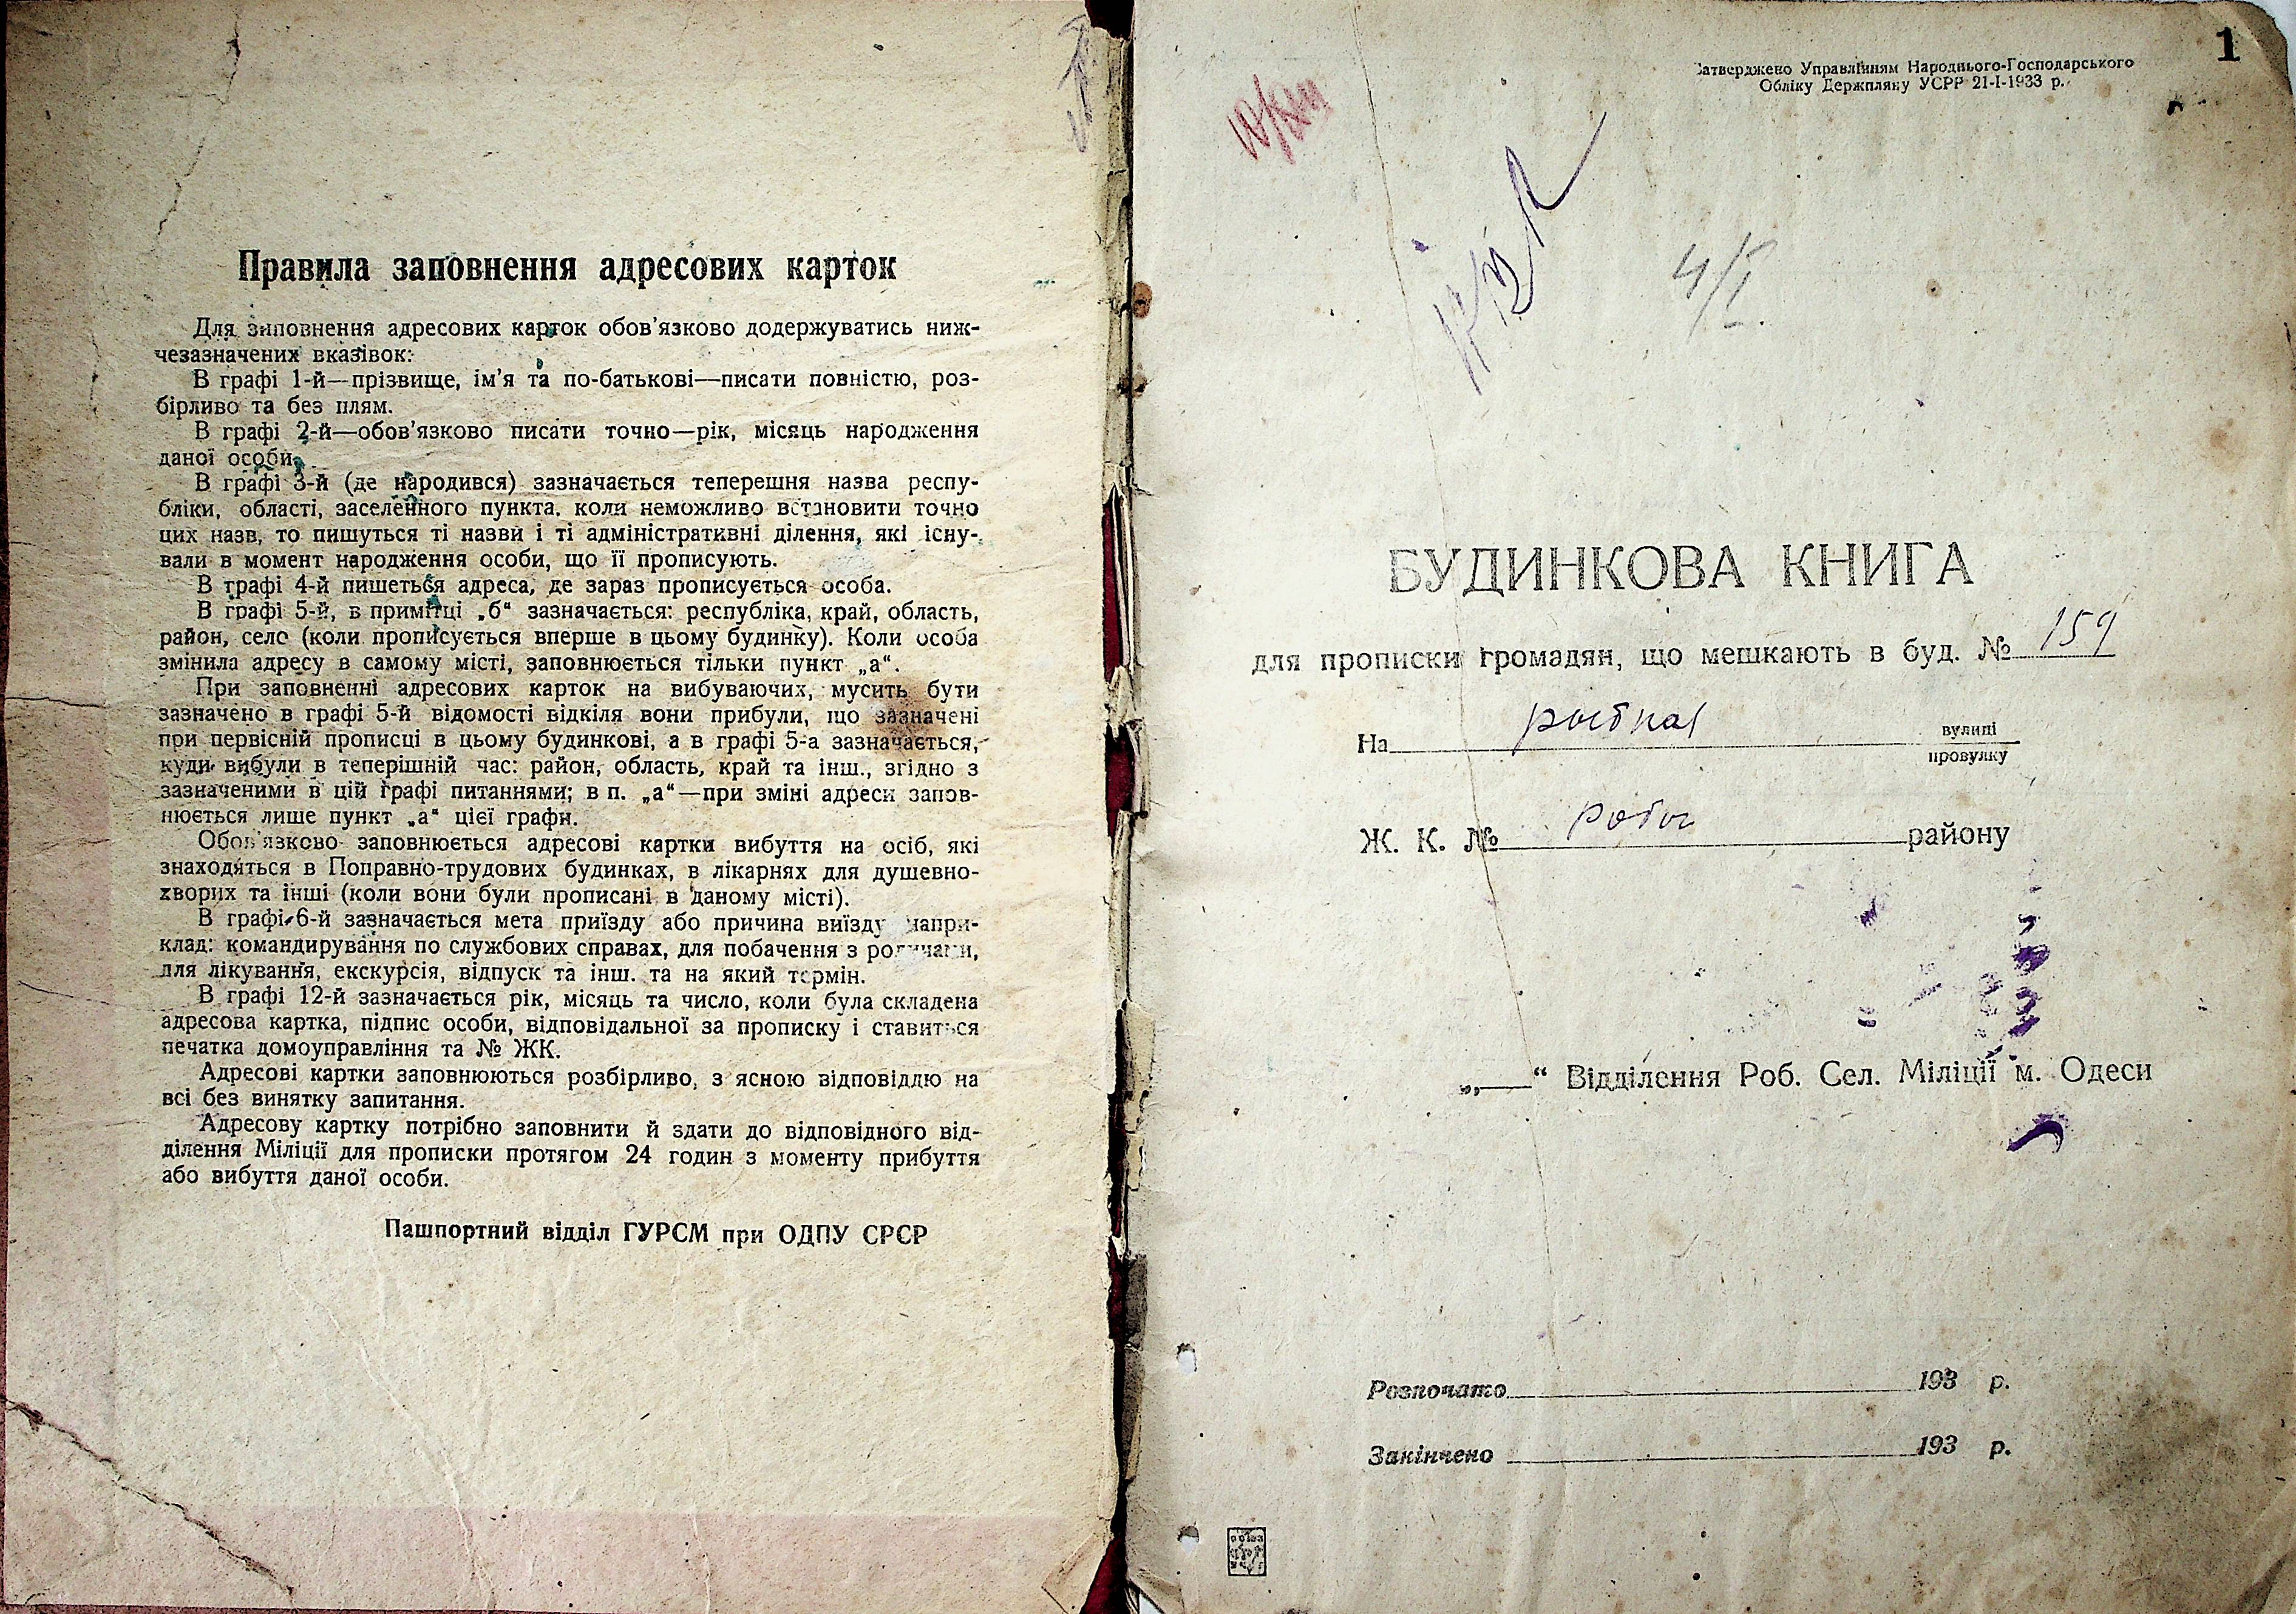 Правила заповнення адресових карток
Для заповнення адресових карток обов'язково додержуватись ниж-
чезазначених вказівок:
В графі 1-й—прізвище, ім'я та по-батькові—писати повністю, роз-
бірливо та без плям.
В графі 2-й—обов'язково писати точно—рік, місяць народження
даної особи.
В графі 3-й (де народився) зазначається теперешня назва респу-
бліки, області, заселенного пункта. коли неможливо встановити точно
цих назв, то пишуться ті назви і ті адміністративні ділення, які існу-
вали в момент народження особи, що її прописують.
В графі 4-й пишеться адреса, де зараз прописується особа.
В графі 5-й, в примітці „б“ зазначається: республіка, край, область,
район, село (коли прописується вперше в цьому будинку). Коли особа
змінила адресу в самому місті, заповнюється тільки пункт „а“.
При заповненні адресових карток на вибуваючих, мусить бути
зазначено в графі 5-й відомості відкіля вони прибули, що зазначені
при первісній прописці в цьому будинкові, а в графі 5-а зазначається,
куди вибули в теперішній час: район, область, край та інш., згідно з
зазначеними в цій графі питаннями; в п. „а“—при зміні адреси запов-
нюється лише пункт „а“ цієї графи.
Обов'язково заповнюється адресові картки вибуття на осіб, які
знаходяться в Поправно-трудових будинках, в лікарнях для душевно-
хворих та інші (коли вони були прописані в даному місті).
В графі 6-й зазначається мета приїзду або причина виїзду напри-
клад: командирування по службових справах, для побачення з родичами,
для лікування, екскурсія, відпуск та інш. та на який термін.
В графі 12-й зазначається рік, місяць та число, коли була складена
адресова картка, підпис особи, відповідальної за прописку і ставиться
печатка домоуправління та № ЖК.
Адресові картки заповнюються розбірливо, з ясною відповіддю на
всі без винятку запитання.
Адресову картку потрібно заповнити й здати до відповідного від-
ділення Міліції для прописки протягом 24 годин з моменту прибуття
або вибуття даної особи.
Пашпортний відділ ГУРСМ при ОДПУ СРСР
1
Затверджено Управлінням Народнього-Господарського
Обліку Держпляну УСРР 21-I-1933 р.
4/I
БУДИНКОВА КНИГА
для прописки громадян, що мешкають в буд. № 159
На вулиці
провулку
Ж. К. № району
„—“ Відділення Роб. Сел. Міліції м. Одеси
Розпочато 193 р.
Закінчено 193 р.